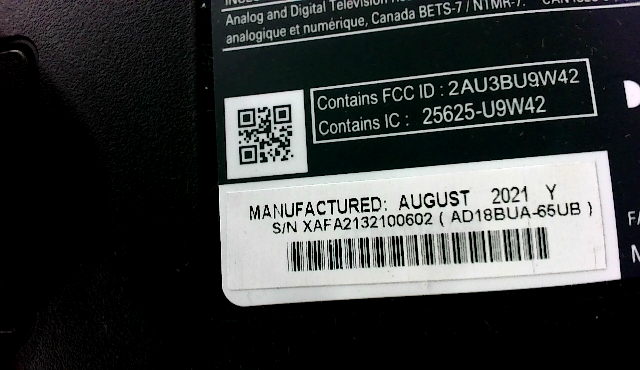 Analog and Digital Television
analogique et numérique, Canada BETS-7 / NTMR-7.
Contains FCC ID : 2AU3BU9W42
Contains IC : 25625-U9W42
MANUFACTURED: AUGUST 2021 Y
S/N XAFA2132100602 ( AD18BUA-65UB )